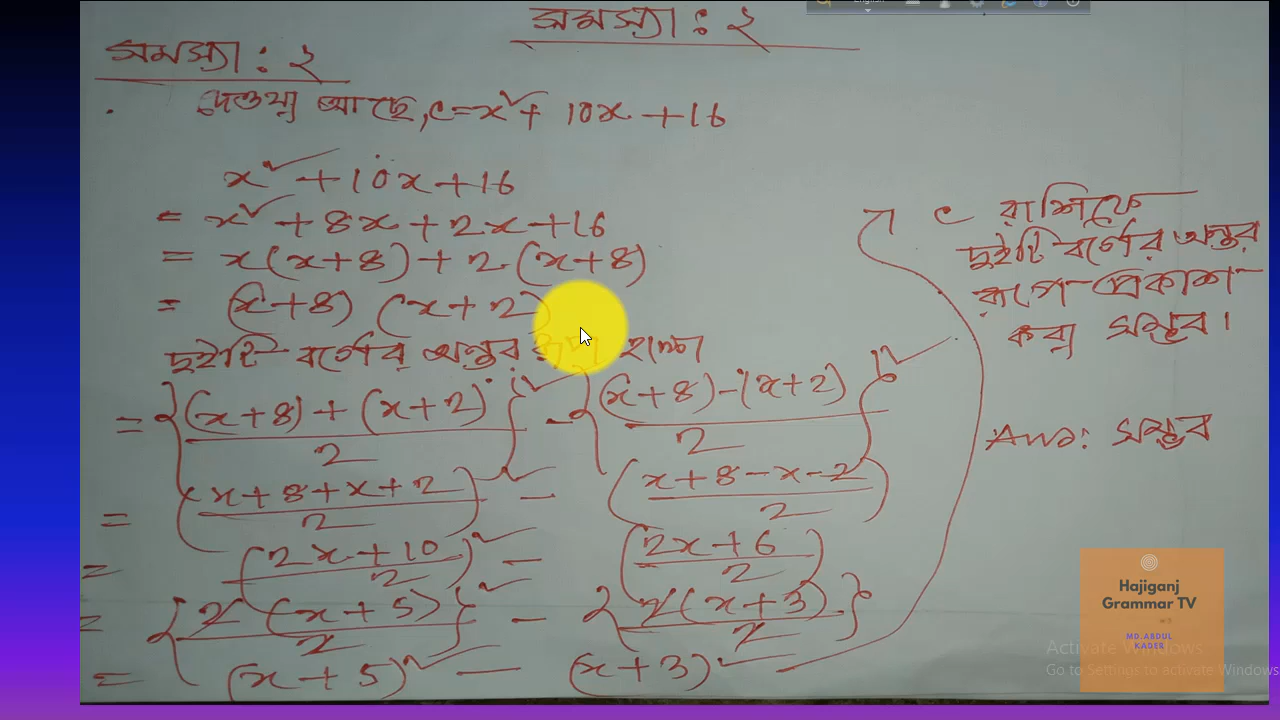 সমস্যা : ২
সমস্যা : ২
দেওয়া আছে, c = x² + 10x + 16
x² + 10x + 16
= x² + 8x + 2x + 16
= x(x+8) + 2(x+8)
= (x+8) (x+2)
দুইটি বর্গের অন্তর রূপ হলো
= {(x+8) + (x+2) / 2}² - {(x+8) - (x+2) / 2}²
= (x+8+x+2 / 2)² - (x+8-x-2 / 2)
= (2x+10 / 2)² - (2x+6 / 2)
= {2(x+5) / 2}² - {2(x+3) / 2}
= (x+5)² - (x+3)²
c রাশিকে
দুইটি বর্গের অন্তর
রূপে প্রকাশ
করা সম্ভব।
Ans: সম্ভব
Hajiganj
Grammar TV
MD.ABDUL
KADER
Activate Windows
Go to Settings to activate Windows
English